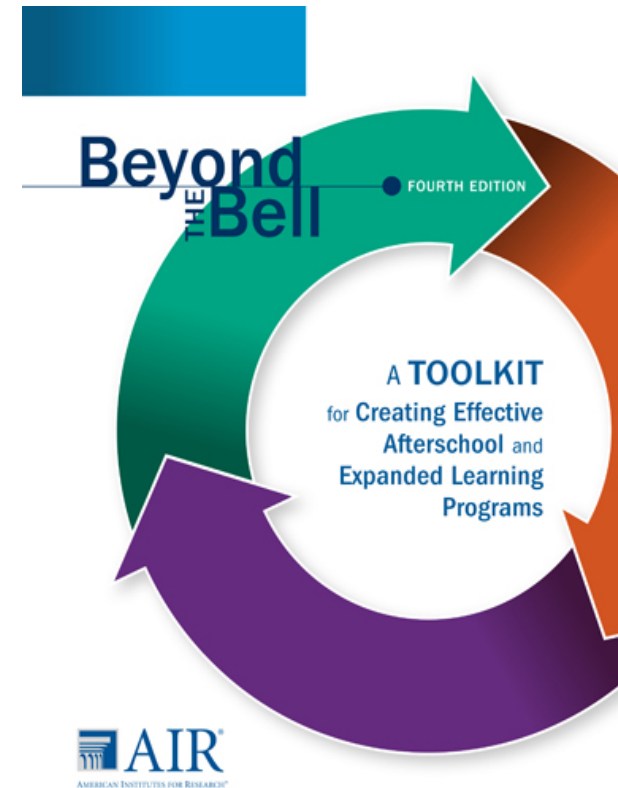 Beyond
THE
Bell
FOURTH EDITION
A TOOLKIT
for Creating Effective
Afterschool and
Expanded Learning
Programs
AIR®
AMERICAN INSTITUTES FOR RESEARCH®